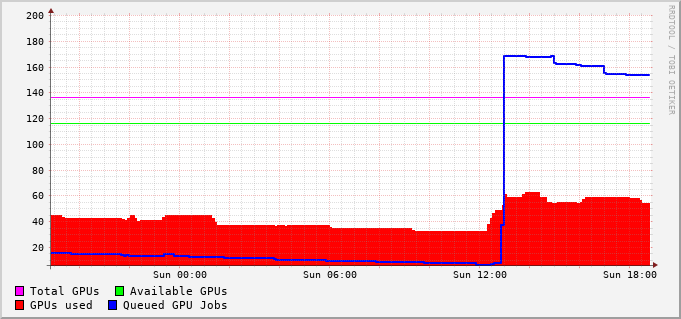 200
180
160
140
120
100
80
60
40
20
Sun 00:00 Sun 06:00 Sun 12:00 Sun 18:00
Total GPUs Available GPUs
GPUs used Queued GPU Jobs
RRDTOOL / TOBI OETIKER